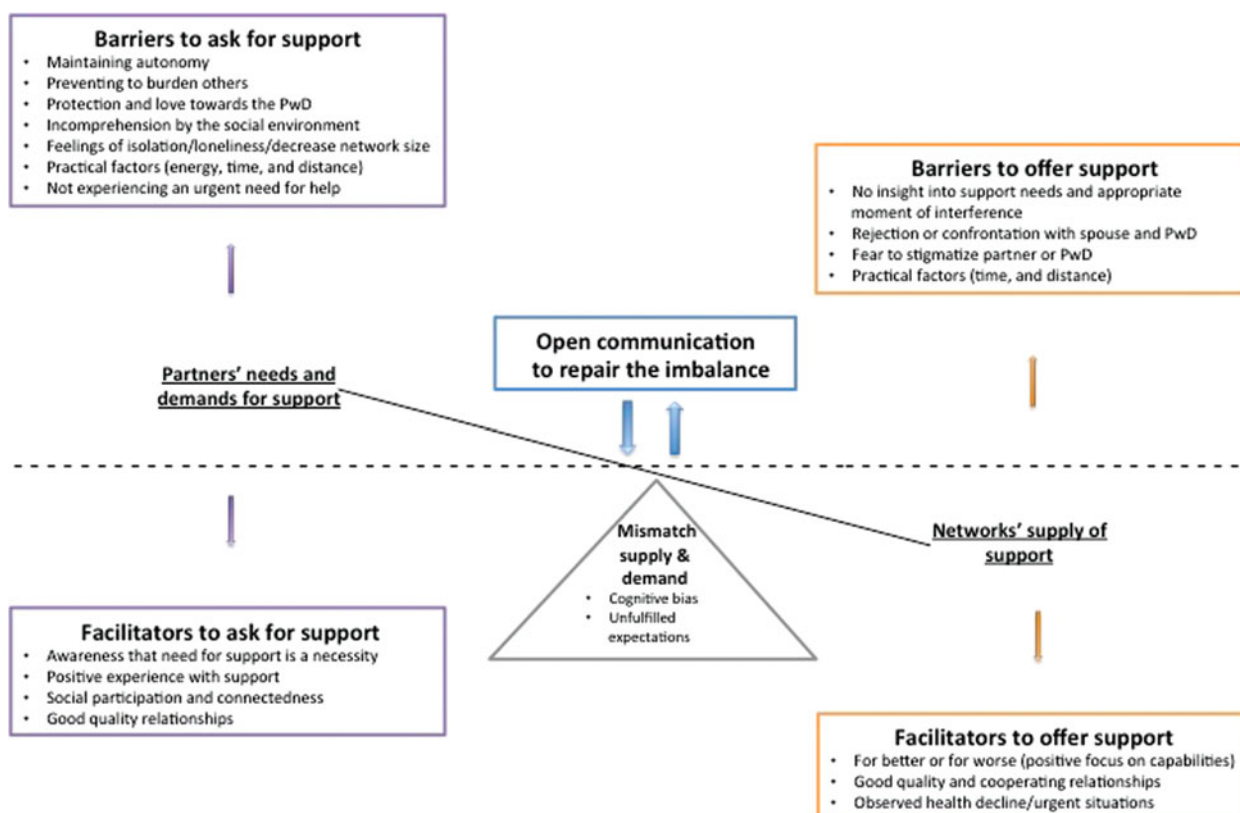 Barriers to ask for support
• Maintaining autonomy
• Preventing to burden others
• Protection and love towards the PwD
• Incomprehension by the social environment
• Feelings of isolation/loneliness/decrease network size
• Practical factors (energy, time, and distance)
• Not experiencing an urgent need for help
Barriers to offer support
• No insight into support needs and appropriate
moment of interference
• Rejection or confrontation with spouse and PwD
• Fear to stigmatize partner or PwD
• Practical factors (time, and distance)
Open communication
to repair the imbalance
Partners' needs and
demands for support
Mismatch
supply &
demand
• Cognitive bias
• Unfulfilled
expectations
Networks' supply of
support
Facilitators to ask for support
• Awareness that need for support is a necessity
• Positive experience with support
• Social participation and connectedness
• Good quality relationships
Facilitators to offer support
• For better or for worse (positive focus on capabilities)
• Good quality and cooperating relationships
• Observed health decline/urgent situations